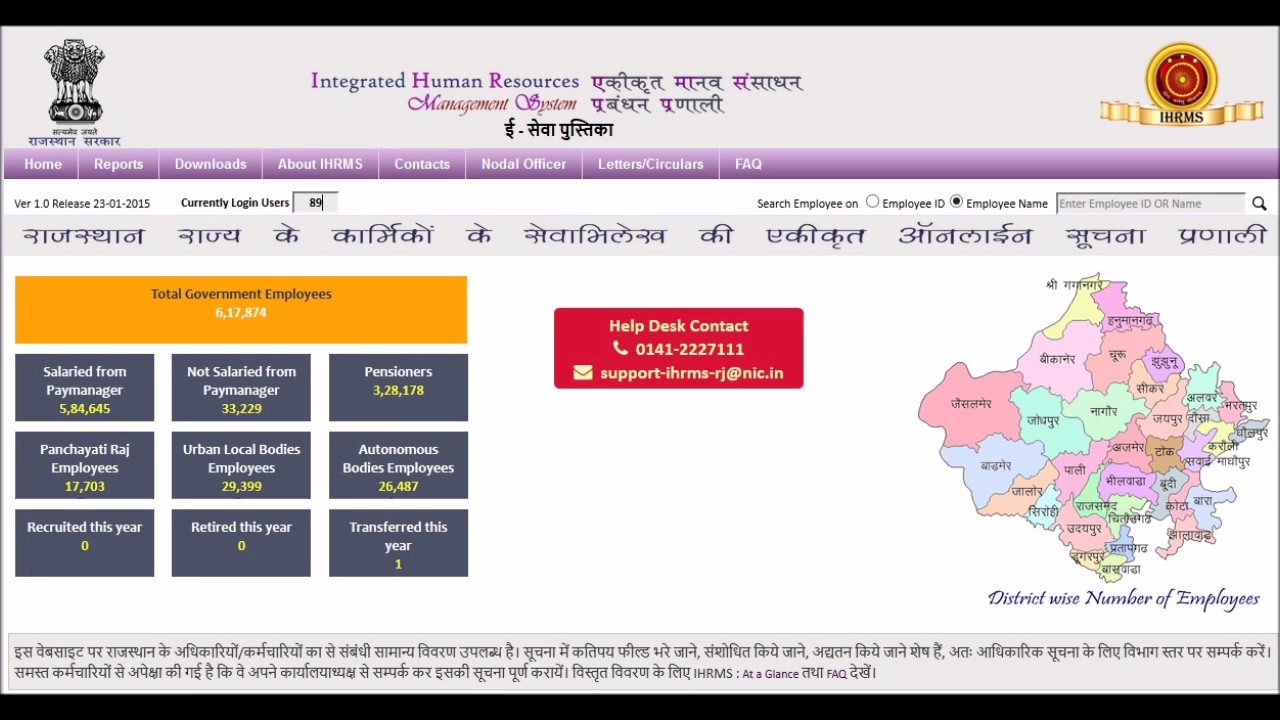 सत्यमेव जयते
राजस्थान सरकार
Integrated Human Resources एकीकृत मानव संसाधन
Management System प्रबंधन प्रणाली
ई - सेवा पुस्तिका
IHRMS
Home Reports Downloads About IHRMS Contacts Nodal Officer Letters/Circulars FAQ
Ver 1.0 Release 23-01-2015 Currently Login Users 89 Search Employee on Employee ID Employee Name Enter Employee ID OR Name
राजस्थान राज्य के कार्मिकों के सेवाभिलेख की एकीकृत ऑनलाईन सूचना प्रणाली
Total Government Employees
6,17,874
Salaried from
Paymanager
5,84,645
Not Salaried from
Paymanager
33,229
Pensioners
3,28,178
Panchayati Raj
Employees
17,703
Urban Local Bodies
Employees
29,399
Autonomous
Bodies Employees
26,487
Recruited this year
0
Retired this year
0
Transferred this
year
1
Help Desk Contact
0141-2227111
support-ihrms-rj@nic.in
श्री गंगानगर
हनुमानगढ़
बीकानेर
चूरू
झुंझुनू
सीकर
अलवर
भरतपुर
जैसलमेर
जोधपुर
नागौर
जयपुर
दौसा
धौलपुर
करौली
अजमेर
टोंक
सवाई माधोपुर
बाडमेर
पाली
भीलवाडा
बूंदी
जालोर
राजसमंद
कोटा
बारा
सिरोही
चितौडगढ
उदयपुर
झालावाड
प्रतापगढ
डूंगरपुर
बांसवाडा
District wise Number of Employees
इस वेबसाइट पर राजस्थान के अधिकारियों/कर्मचारियों का से संबंधी सामान्य विवरण उपलब्ध है। सूचना में कतिपय फील्ड भरे जाने, संशोधित किये जाने, अद्यतन किये जाने शेष हैं, अतः आधिकारिक सूचना के लिए विभाग स्तर पर सम्पर्क करें।
समस्त कर्मचारियों से अपेक्षा की गई है कि वे अपने कार्यालयाध्यक्ष से सम्पर्क कर इसकी सूचना पूर्ण करायें। विस्तृत विवरण के लिए IHRMS : At a Glance तथा FAQ देखें।